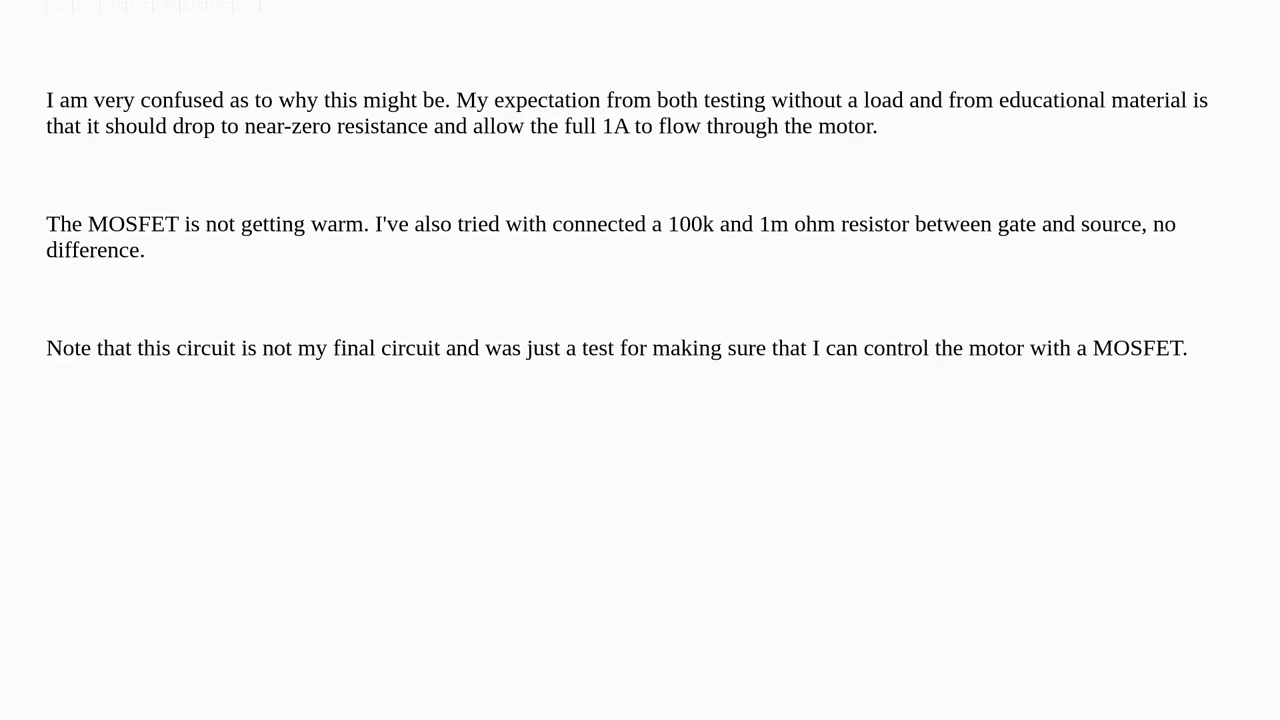 I am very confused as to why this might be. My expectation from both testing without a load and from educational material is
that it should drop to near-zero resistance and allow the full 1A to flow through the motor.
The MOSFET is not getting warm. I've also tried with connected a 100k and 1m ohm resistor between gate and source, no
difference.
Note that this circuit is not my final circuit and was just a test for making sure that I can control the motor with a MOSFET.